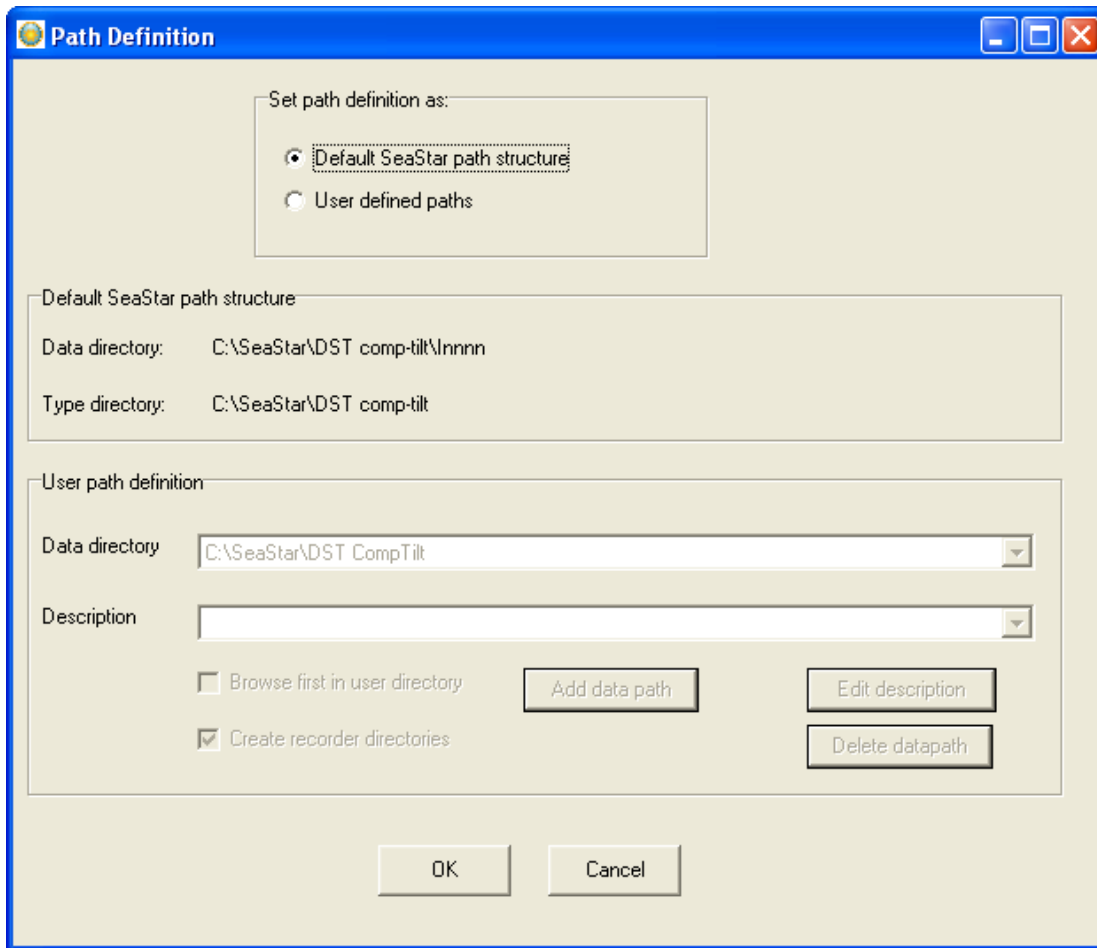 Path Definition
Set path definition as:
Default SeaStar path structure
User defined paths
Default SeaStar path structure
Data directory: C:\SeaStar\DST comp-tilt\Innnn
Type directory: C:\SeaStar\DST comp-tilt
User path definition
Data directory C:\SeaStar\DST CompTilt
Description
Browse first in user directory Add data path Edit description
Create recorder directories Delete datapath
OK Cancel